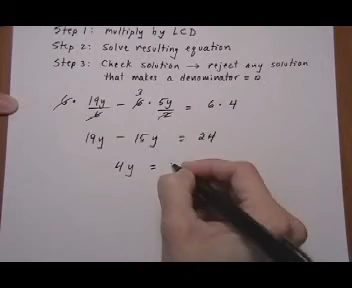 Step 1: multiply by LCD
Step 2: solve resulting equation
Step 3: Check solution → reject any solution
that makes a denominator = 0
6 · 19y/6 - 3 6 · 5y/2 = 6 · 4
19y - 15y = 24
4y =